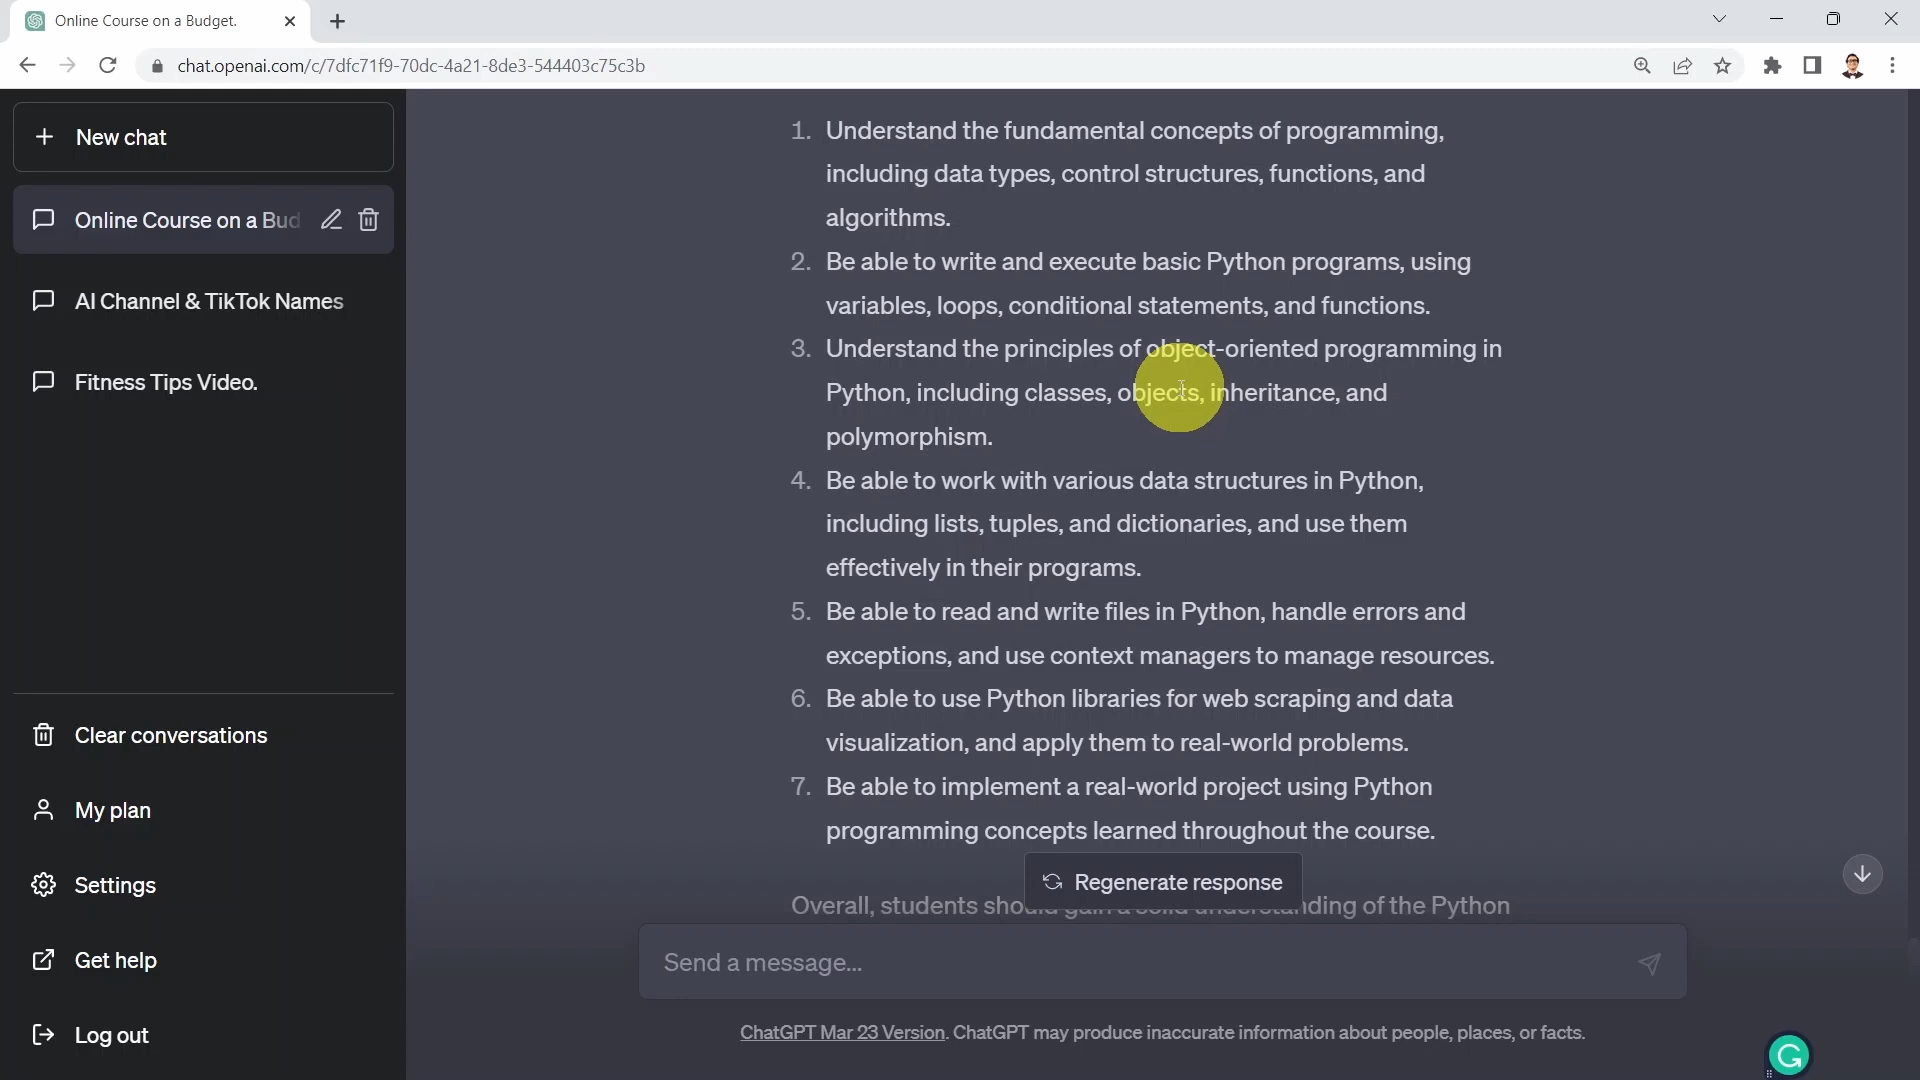 Online Course on a Budget.
chat.openai.com/c/7dfc71f9-70dc-4a21-8de3-544403c75c3b
New chat
Online Course on a Bud
AI Channel & TikTok Names
Fitness Tips Video.
Clear conversations
My plan
Settings
Get help
Log out
1. Understand the fundamental concepts of programming,
including data types, control structures, functions, and
algorithms.
2. Be able to write and execute basic Python programs, using
variables, loops, conditional statements, and functions.
3. Understand the principles of object-oriented programming in
Python, including classes, objects, inheritance, and
polymorphism.
4. Be able to work with various data structures in Python,
including lists, tuples, and dictionaries, and use them
effectively in their programs.
5. Be able to read and write files in Python, handle errors and
exceptions, and use context managers to manage resources.
6. Be able to use Python libraries for web scraping and data
visualization, and apply them to real-world problems.
7. Be able to implement a real-world project using Python
programming concepts learned throughout the course.
Regenerate response
Overall, students should gain a solid understanding of the Python
Send a message...
ChatGPT Mar 23 Version. ChatGPT may produce inaccurate information about people, places, or facts.
G